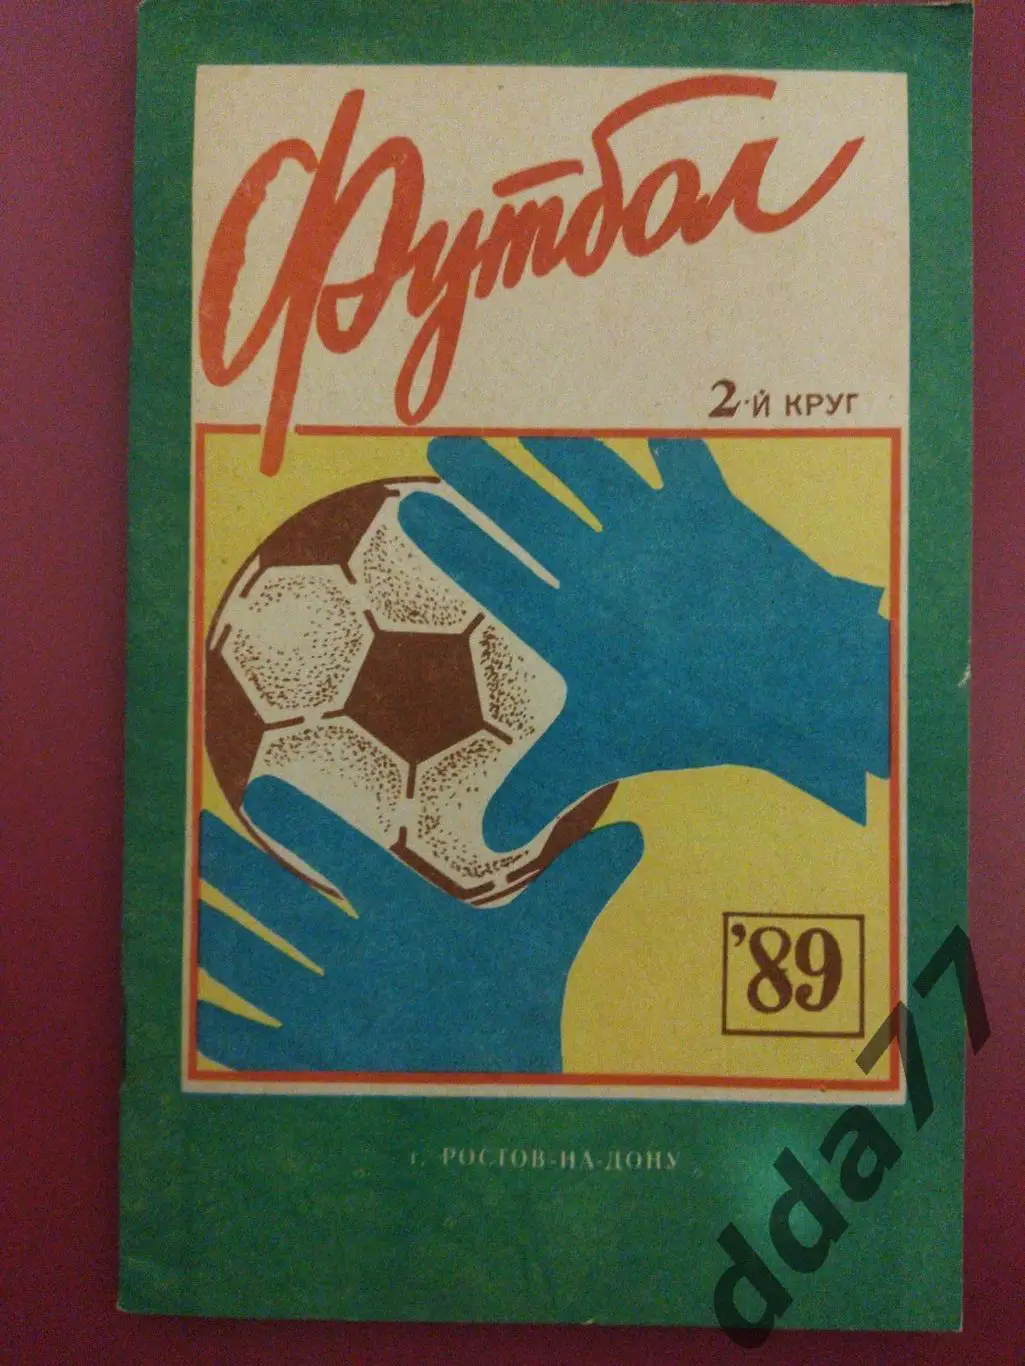 Футбол
2-й КРУГ
'89
г. РОСТОВ-НА-ДОНУ
dda77